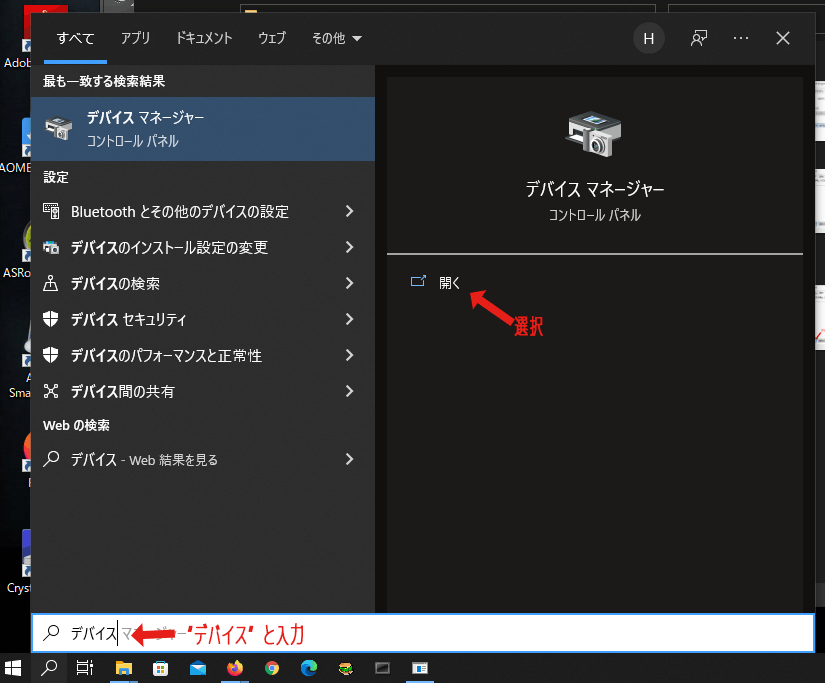 すべて アプリ ドキュメント ウェブ その他 H ...
Adob
最も一致する検索結果
デバイス マネージャー
コントロール パネル
AOME
設定
Bluetooth とその他のデバイスの設定
デバイスのインストール設定の変更
ASRo
デバイスの検索
デバイス セキュリティ
デバイスのパフォーマンスと正常性
A
Sma
デバイス間の共有
Web の検索
デバイス - Web 結果を見る
Cryst
デバイス マネージャー
コントロール パネル
開く
選択
デバイス マネージャー
"デバイス" と入力